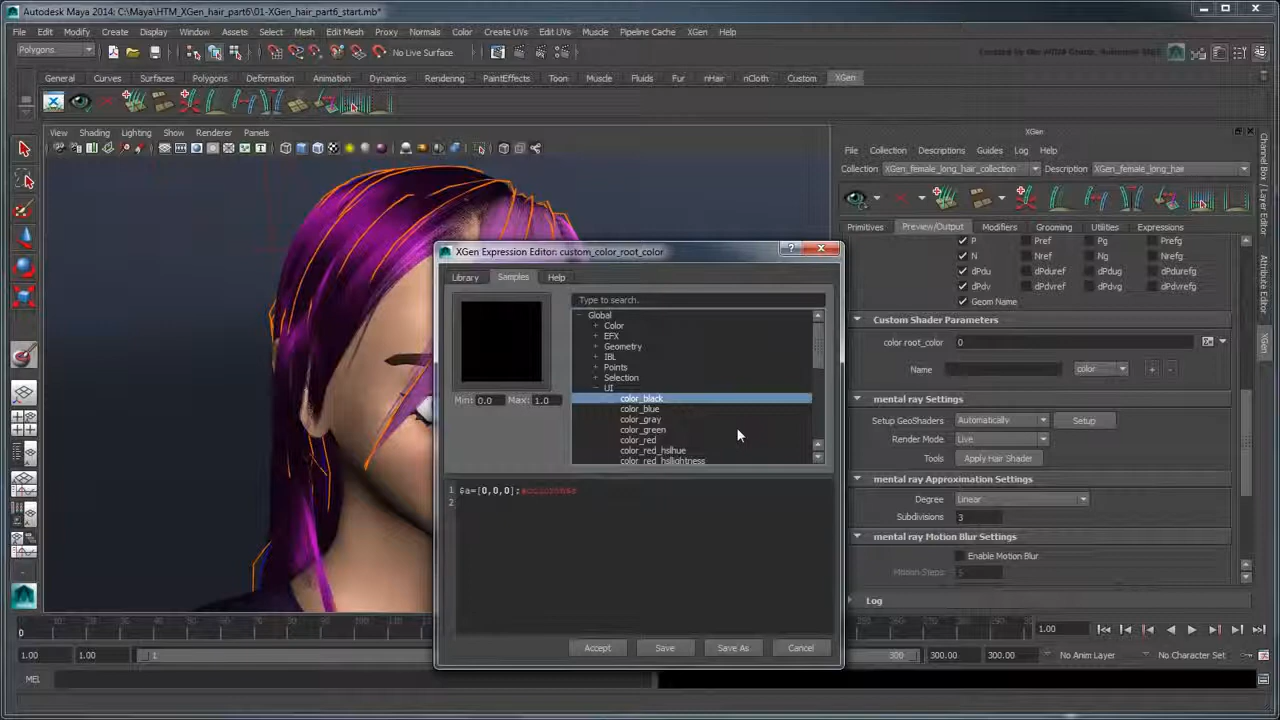 Autodesk Maya 2014: C:\Maya\HTM_XGen_hair_part6\01-XGen_hair_part6_start.mb*
File Edit Modify Create Display Window Assets Select Mesh Edit Mesh Proxy Normals Color Create UVs Edit UVs Muscle Pipeline Cache XGen Help
Polygons
No Live Surface
General Curves Surfaces Polygons Deformation Animation Dynamics Rendering PaintEffects Toon Muscle Fluids Fur nHair nCloth Custom XGen
View Shading Lighting Show Renderer Panels
XGen
File Collection Descriptions Guides Log Help
Collection XGen_female_long_hair_collection Description XGen_female_long_hair
Primitives Preview/Output Modifiers Grooming Utilities Expressions
P Pref Pg Prefg
N Nref Ng Nrefg
dPdu dPduref dPdug dPdurefg
dPdv dPdvref dPdvg dPdvrefg
Geom Name
Custom Shader Parameters
color root_color 0
Name color + -
mental ray Settings
Setup GeoShaders Automatically Setup
Render Mode Live
Tools Apply Hair Shader
mental ray Approximation Settings
Degree Linear
Subdivisions 3
mental ray Motion Blur Settings
Enable Motion Blur
Motion Steps 5
Log
Channel Box / Layer Editor
Attribute Editor
XGen
XGen Expression Editor: custom_color_root_color
Library Samples Help
Type to search...
Global
Color
EFX
Geometry
IBL
Points
Selection
UI
color_black
color_blue
color_gray
color_green
color_red
color_red_hslhue
color_red_hsllightness
Min: 0.0 Max: 1.0
1 $a=[0,0,0];
2
Accept Save Save As Cancel
0
1.00
1.00 1.00 1 300 300.00 300.00 No Anim Layer No Character Set
MEL